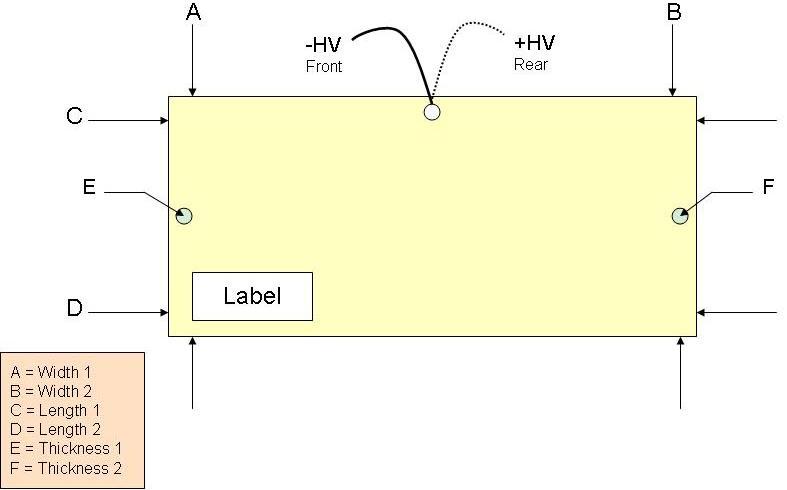 A
B
-HV
Front
+HV
Rear
C
E
F
D
Label
A = Width 1
B = Width 2
C = Length 1
D = Length 2
E = Thickness 1
F = Thickness 2